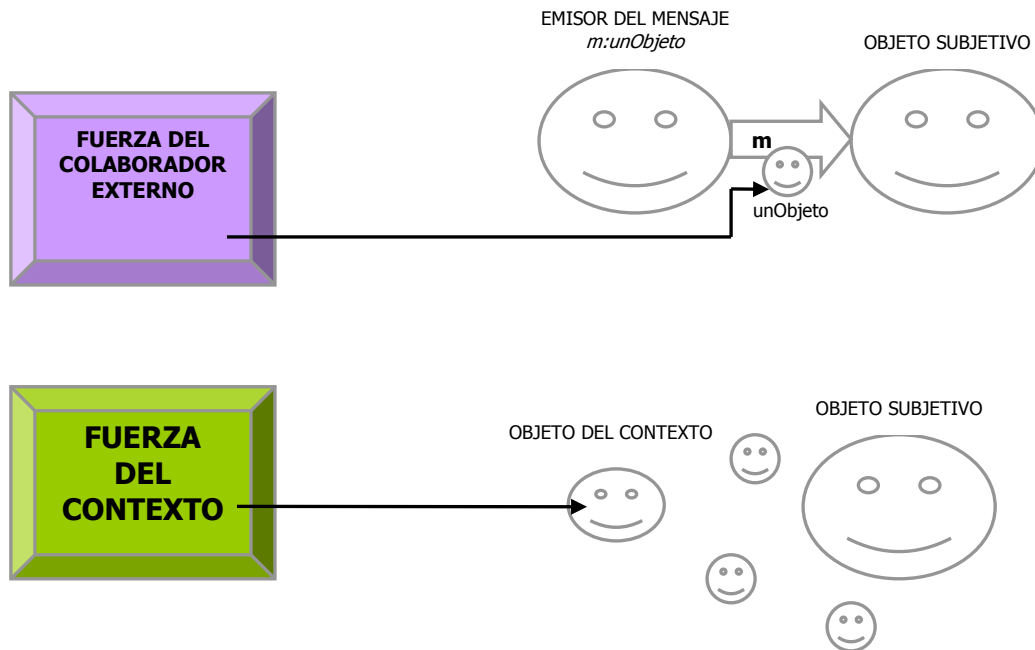 EMISOR DEL MENSAJE
m:unObjeto
OBJETO SUBJETIVO
FUERZA DEL
COLABORADOR
EXTERNO
m
unObjeto
OBJETO SUBJETIVO
OBJETO DEL CONTEXTO
FUERZA
DEL
CONTEXTO